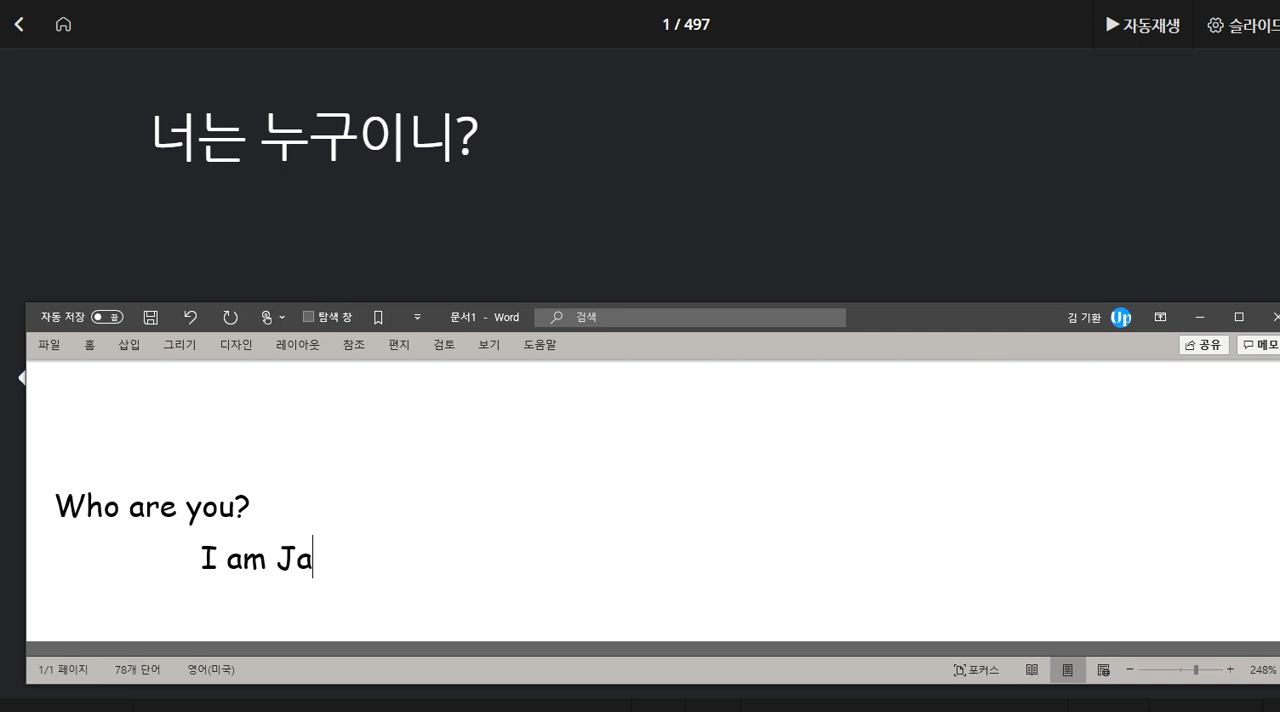 1 / 497
자동재생
슬라이드
너는 누구이니?
자동 저장 끔 탐색 창 문서1 - Word 검색 김 기환 Up
파일 홈 삽입 그리기 디자인 레이아웃 참조 편지 검토 보기 도움말 공유 메모
Who are you?
I am Ja
1/1 페이지 78개 단어 영어(미국) 포커스 248%